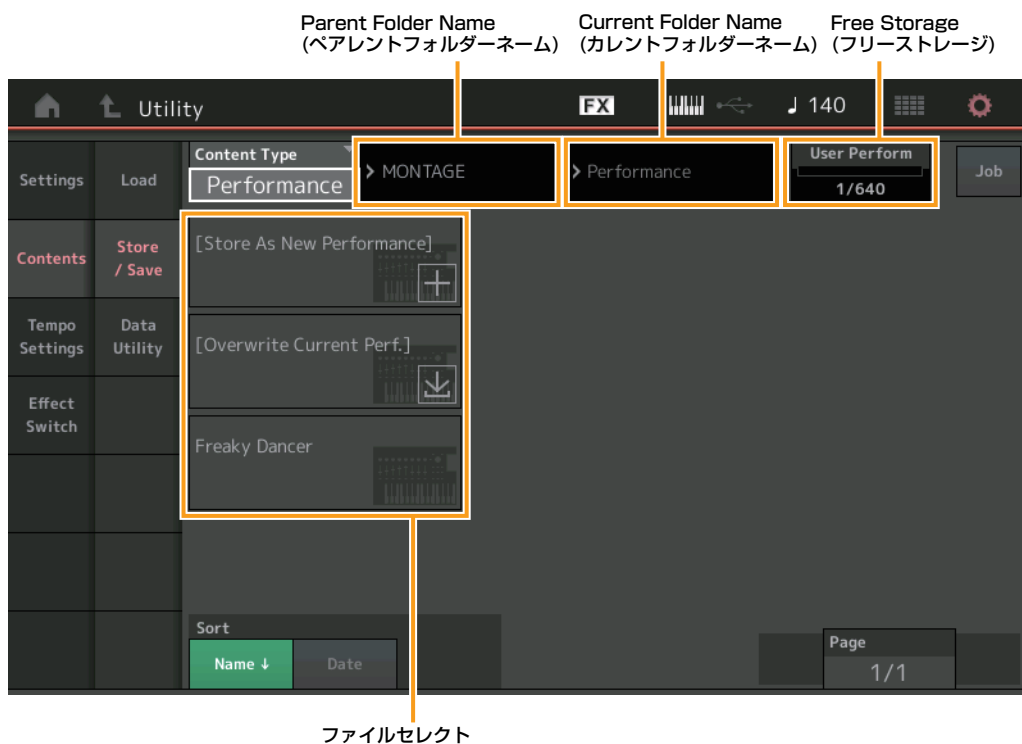 Parent Folder Name
(ペアレントフォルダーネーム)
Current Folder Name
(カレントフォルダーネーム)
Free Storage
(フリーストレージ)
Utility
FX
♩ 140
Settings
Load
Content Type
Performance
> MONTAGE
> Performance
User Perform
1/640
Job
Contents
Store
/ Save
[Store As New Performance]
Tempo
Settings
Data
Utility
[Overwrite Current Perf.]
Effect
Switch
Freaky Dancer
Sort
Name ↓
Date
Page
1/1
ファイルセレクト